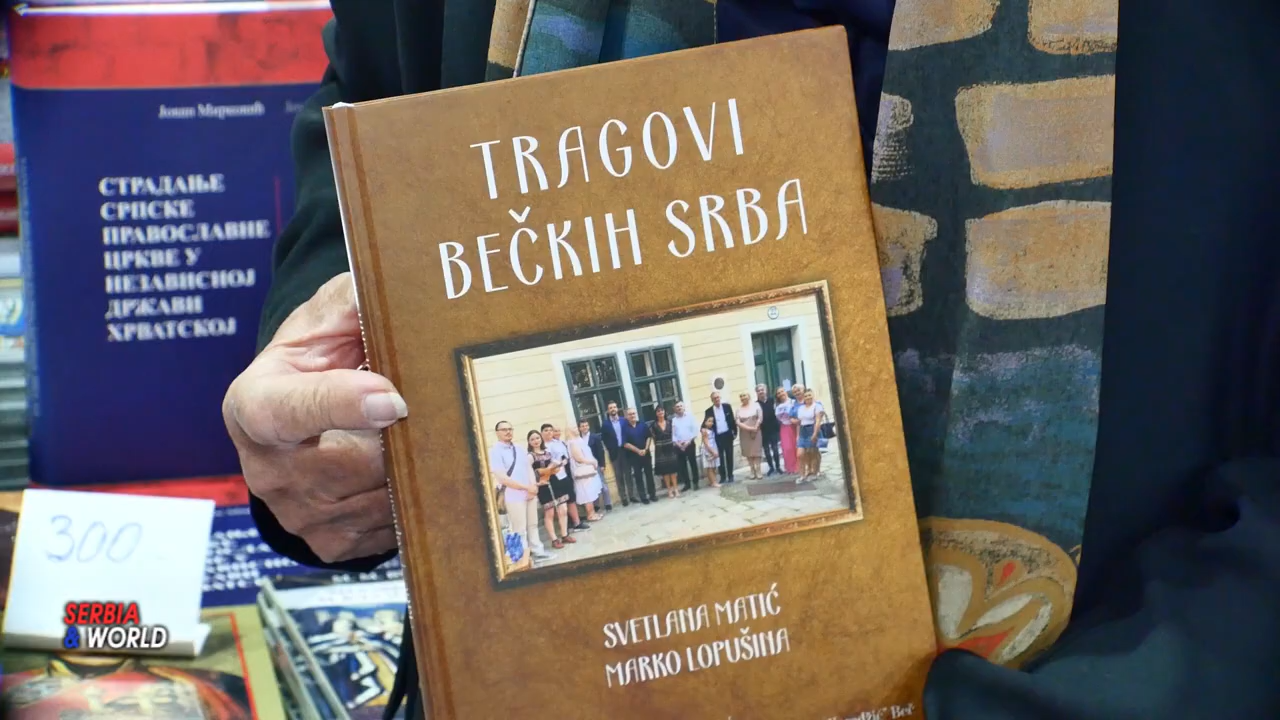 TRAGOVI
BEČKIH SRBA
SVETLANA MATIĆ
MARKO LOPUŠINA
Беч
Јован Мирковић
СТРАДАЊЕ
СРПСКЕ
ПРАВОСЛАВНЕ
ЦРКВЕ У
НЕЗАВИСНОЈ
ДРЖАВИ
ХРВАТСКОЈ
300
SERBIA
& WORLD